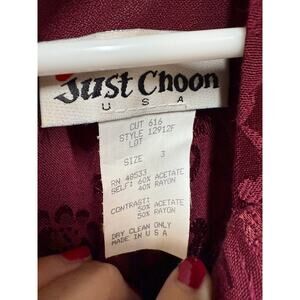 Just Choon
U S A
CUT 616
STYLE 12912F
LOT
SIZE 3
RN 48533
SELF: 60% ACETATE
40% RAYON
CONTRAST:
50% ACETATE
50% RAYON
DRY CLEAN ONLY
MADE IN U S A